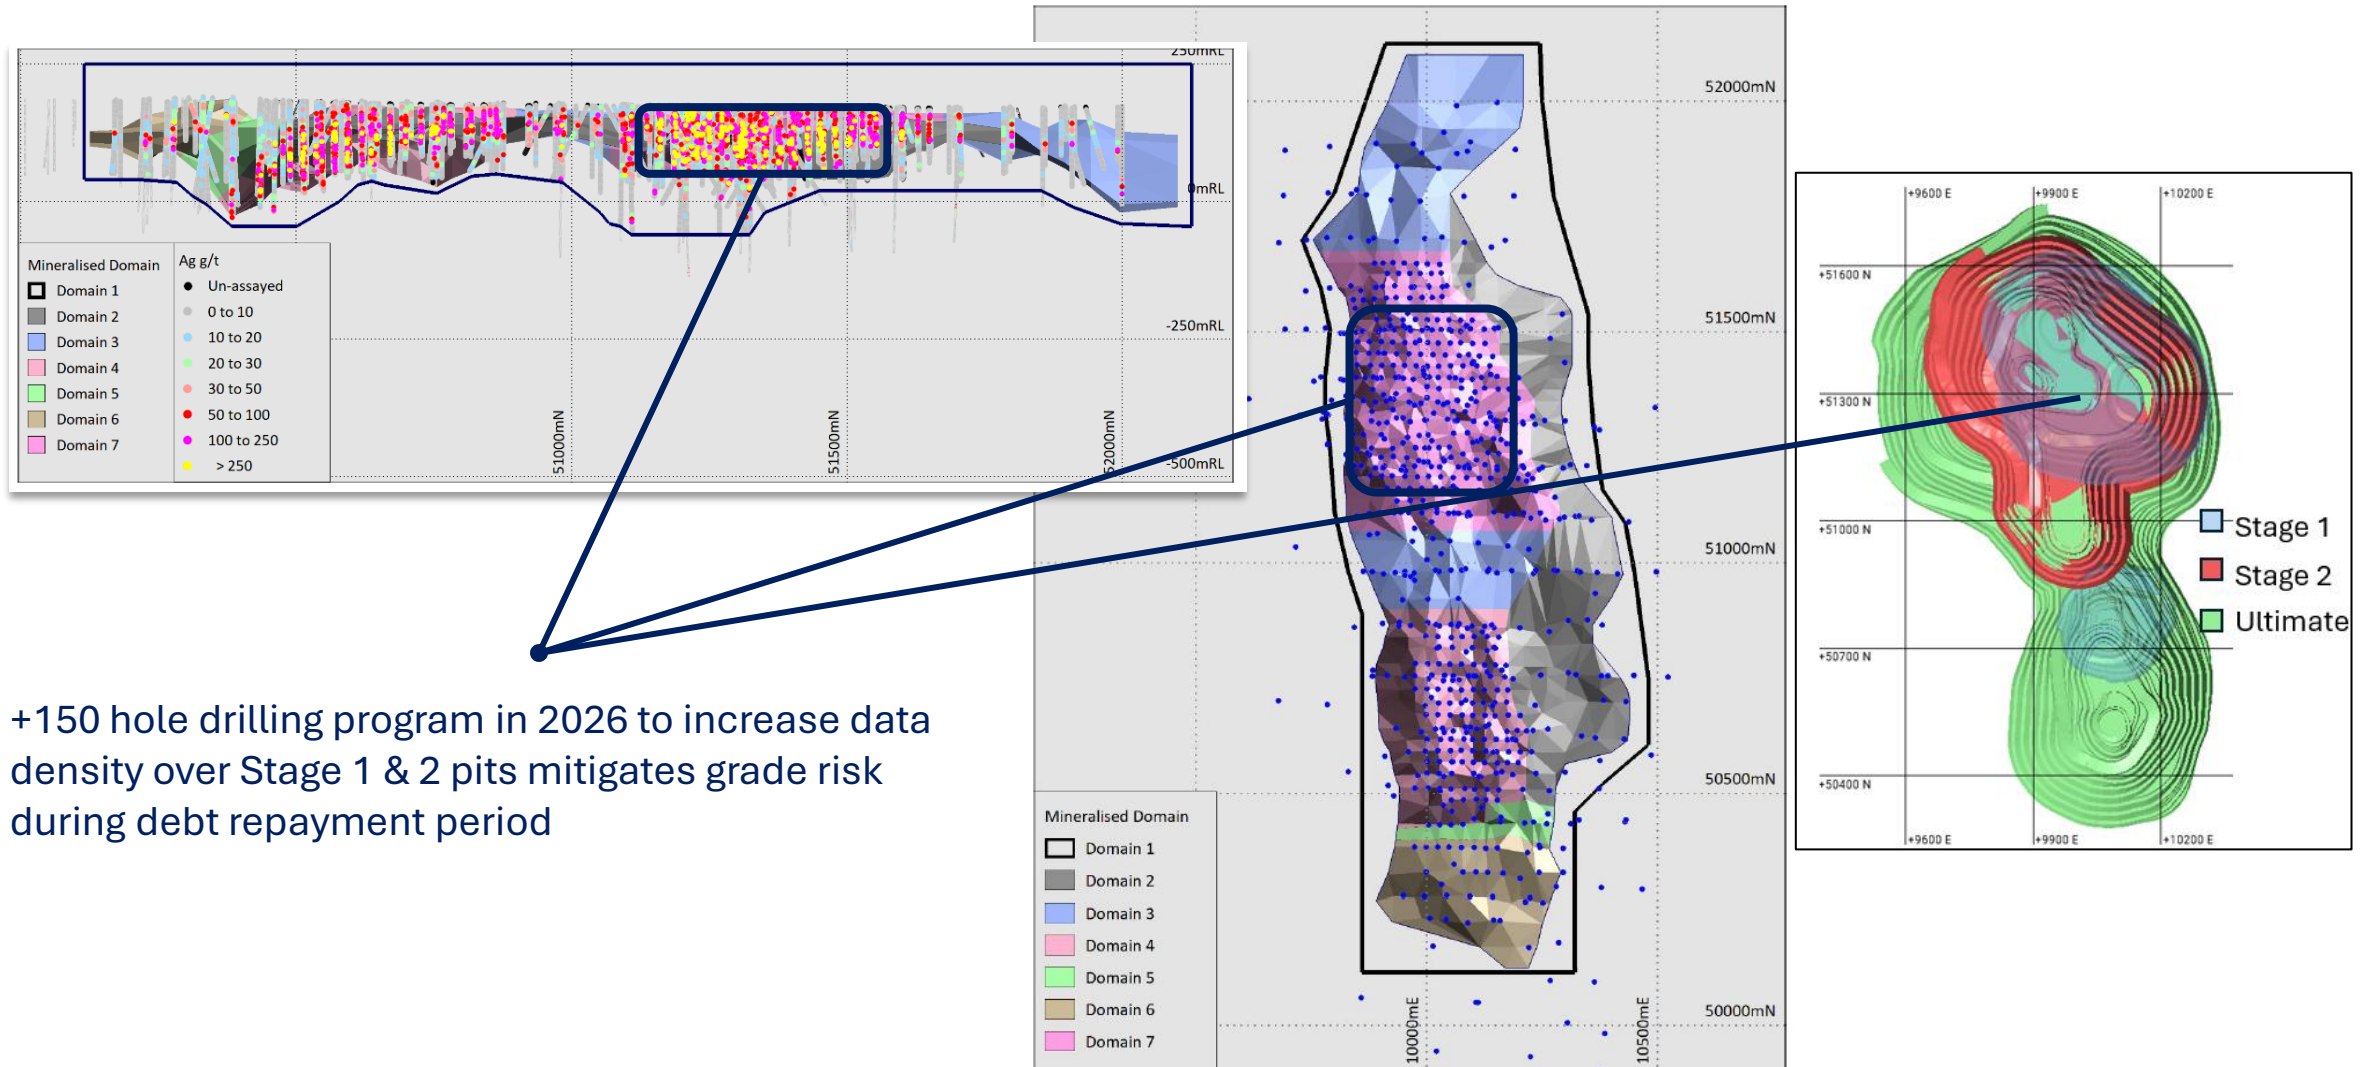 250mRL
0mRL
-250mRL
-500mRL
51000mN
51500mN
52000mN
Mineralised Domain
Domain 1
Domain 2
Domain 3
Domain 4
Domain 5
Domain 6
Domain 7
Ag g/t
Un-assayed
0 to 10
10 to 20
20 to 30
30 to 50
50 to 100
100 to 250
> 250
+150 hole drilling program in 2026 to increase data
density over Stage 1 & 2 pits mitigates grade risk
during debt repayment period
52000mN
51500mN
51000mN
50500mN
50000mN
10000mE
10500mE
Mineralised Domain
Domain 1
Domain 2
Domain 3
Domain 4
Domain 5
Domain 6
Domain 7
+9600 E
+9900 E
+10200 E
+51600 N
+51300 N
+51000 N
+50700 N
+50400 N
+9600 E
+9900 E
+10200 E
Stage 1
Stage 2
Ultimate